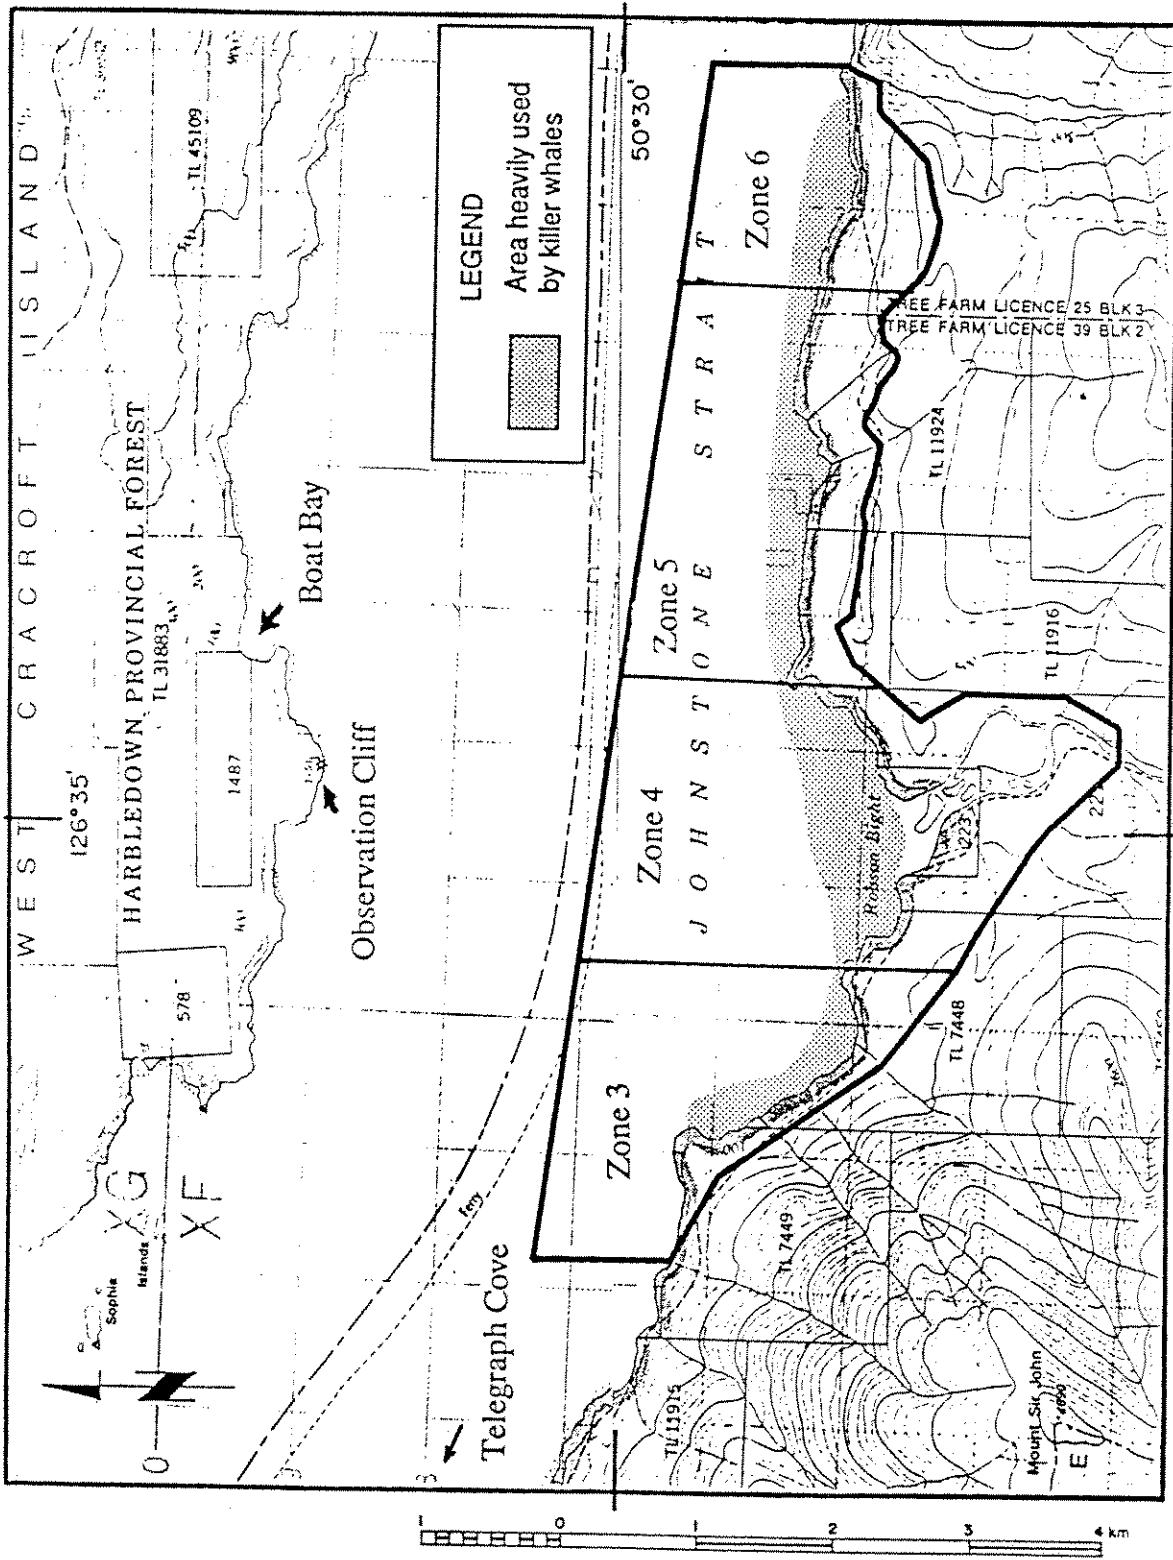 WEST CRACROFT ISLAND
126°35'
HARBLEDOWN PROVINCIAL FOREST
TL 45109
TL 31883
578
1487
Sophia
Islands
XG
XF
Boat Bay
Observation Cliff
Telegraph Cove
Ferry
LEGEND
Area heavily used
by killer whales
50°30'
Zone 3
Zone 4
Zone 5
Zone 6
JOHNSTONE STRAIT
Robson Bight
223
TREE FARM LICENCE 25 BLK 3
TREE FARM LICENCE 39 BLK 2
TL 11924
TL 11916
TL 7448
TL 7449
TL 11915
Mount Sir John
E
1 0 1 2 3 4 km